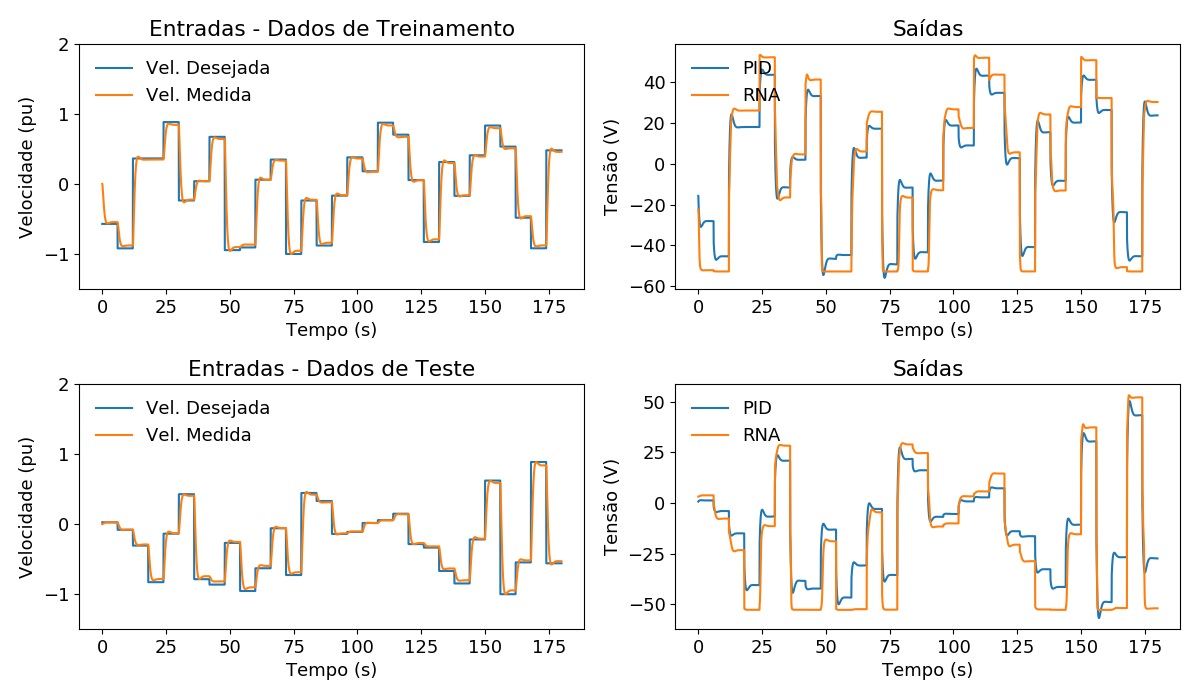 Entradas - Dados de Treinamento
Vel. Desejada
Vel. Medida
Velocidade (pu)
2
1
0
−1
0 25 50 75 100 125 150 175
Tempo (s)
Saídas
PID
RNA
Tensão (V)
40
20
0
−20
−40
−60
0 25 50 75 100 125 150 175
Tempo (s)
Entradas - Dados de Teste
Vel. Desejada
Vel. Medida
Velocidade (pu)
2
1
0
−1
0 25 50 75 100 125 150 175
Tempo (s)
Saídas
PID
RNA
Tensão (V)
50
25
0
−25
−50
0 25 50 75 100 125 150 175
Tempo (s)